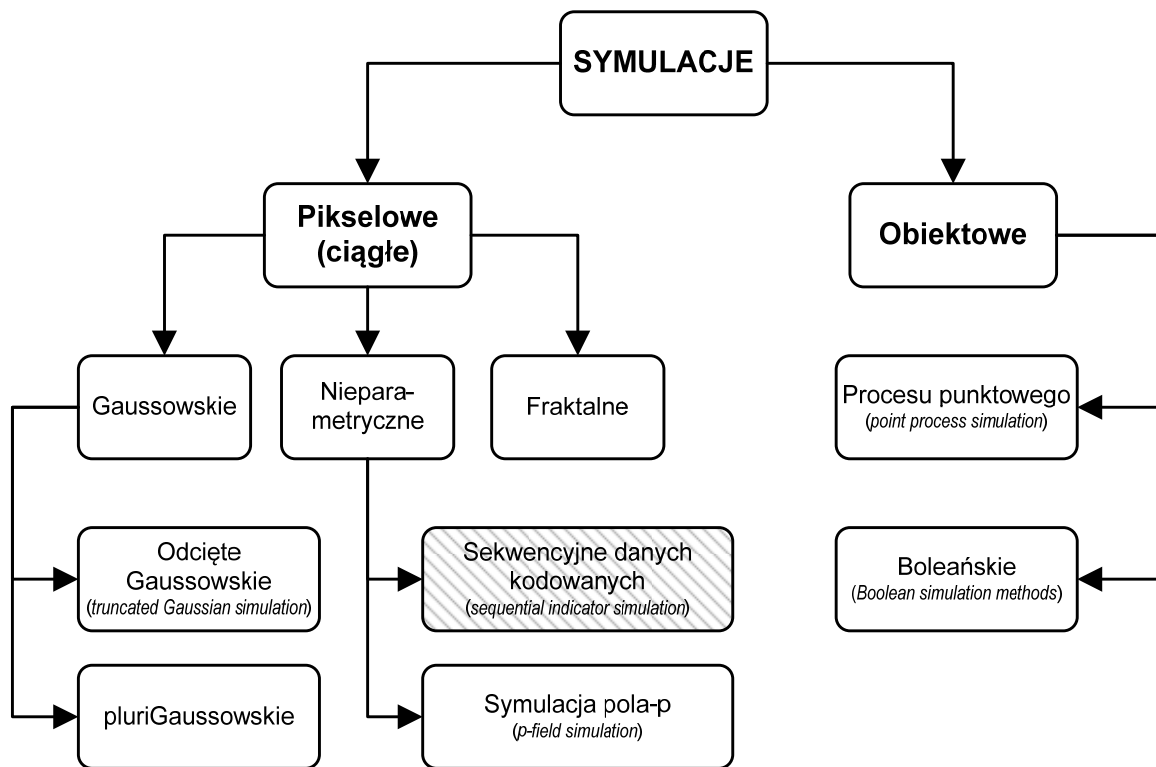 SYMULACJE
Pikselowe
(ciągłe)
Obiektowe
Gaussowskie
Niepara-
metryczne
Fraktalne
Procesu punktowego
(point process simulation)
Odcięte
Gaussowskie
(truncated Gaussian simulation)
Sekwencyjne danych
kodowanych
(sequential indicator simulation)
Boleańskie
(Boolean simulation methods)
pluriGaussowskie
Symulacja pola-p
(p-field simulation)